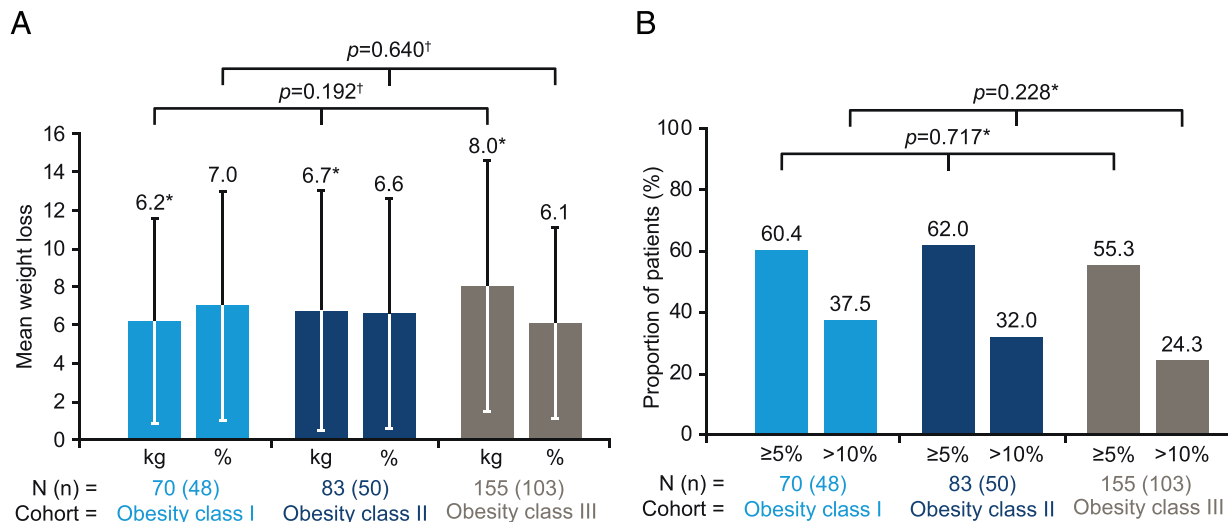 A
p=0.640†
p=0.192†
Mean weight loss
16
14
12
10
8
6
4
2
0
6.2*
7.0
6.7*
6.6
8.0*
6.1
kg % kg % kg %
N (n) = 70 (48) 83 (50) 155 (103)
Cohort = Obesity class I Obesity class II Obesity class III
B
p=0.228*
p=0.717*
Proportion of patients (%)
100
80
60
40
20
0
60.4
37.5
62.0
32.0
55.3
24.3
≥5% >10% ≥5% >10% ≥5% >10%
N (n) = 70 (48) 83 (50) 155 (103)
Cohort = Obesity class I Obesity class II Obesity class III